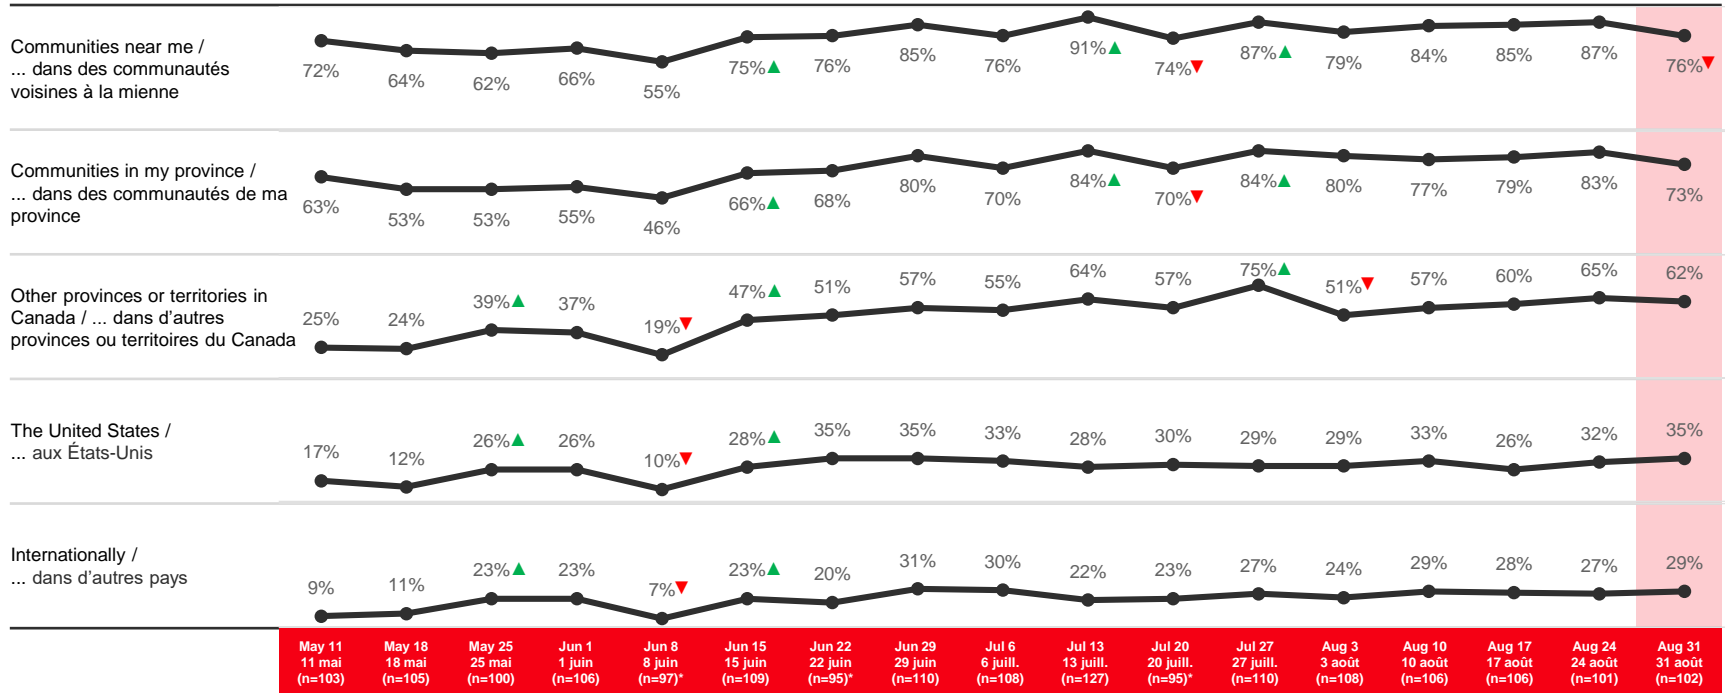 Communities near me /
... dans des communautés
voisines à la mienne
72%
64%
62%
66%
55%
75%▲
76%
85%
76%
91%▲
74%▼
87%▲
79%
84%
85%
87%
76%▼
Communities in my province /
... dans des communautés de ma
province
63%
53%
53%
55%
46%
66%▲
68%
80%
70%
84%▲
70%▼
84%▲
80%
77%
79%
83%
73%
Other provinces or territories in
Canada / ... dans d'autres
provinces ou territoires du Canada
25%
24%
39%▲
37%
19%▼
47%▲
51%
57%
55%
64%
57%
75%▲
51%▼
57%
60%
65%
62%
The United States /
... aux États-Unis
17%
12%
26%▲
26%
10%▼
28%▲
35%
35%
33%
28%
30%
29%
29%
33%
26%
32%
35%
Internationally /
... dans d'autres pays
9%
11%
23%▲
23%
7%▼
23%▲
20%
31%
30%
22%
23%
27%
24%
29%
28%
27%
29%
May 11
11 mai
(n=103)
May 18
18 mai
(n=105)
May 25
25 mai
(n=100)
Jun 1
1 juin
(n=106)
Jun 8
8 juin
(n=97)*
Jun 15
15 juin
(n=109)
Jun 22
22 juin
(n=95)*
Jun 29
29 juin
(n=110)
Jul 6
6 juill.
(n=108)
Jul 13
13 juill.
(n=127)
Jul 20
20 juill.
(n=95)*
Jul 27
27 juill.
(n=110)
Aug 3
3 août
(n=108)
Aug 10
10 août
(n=106)
Aug 17
17 août
(n=106)
Aug 24
24 août
(n=101)
Aug 31
31 août
(n=102)